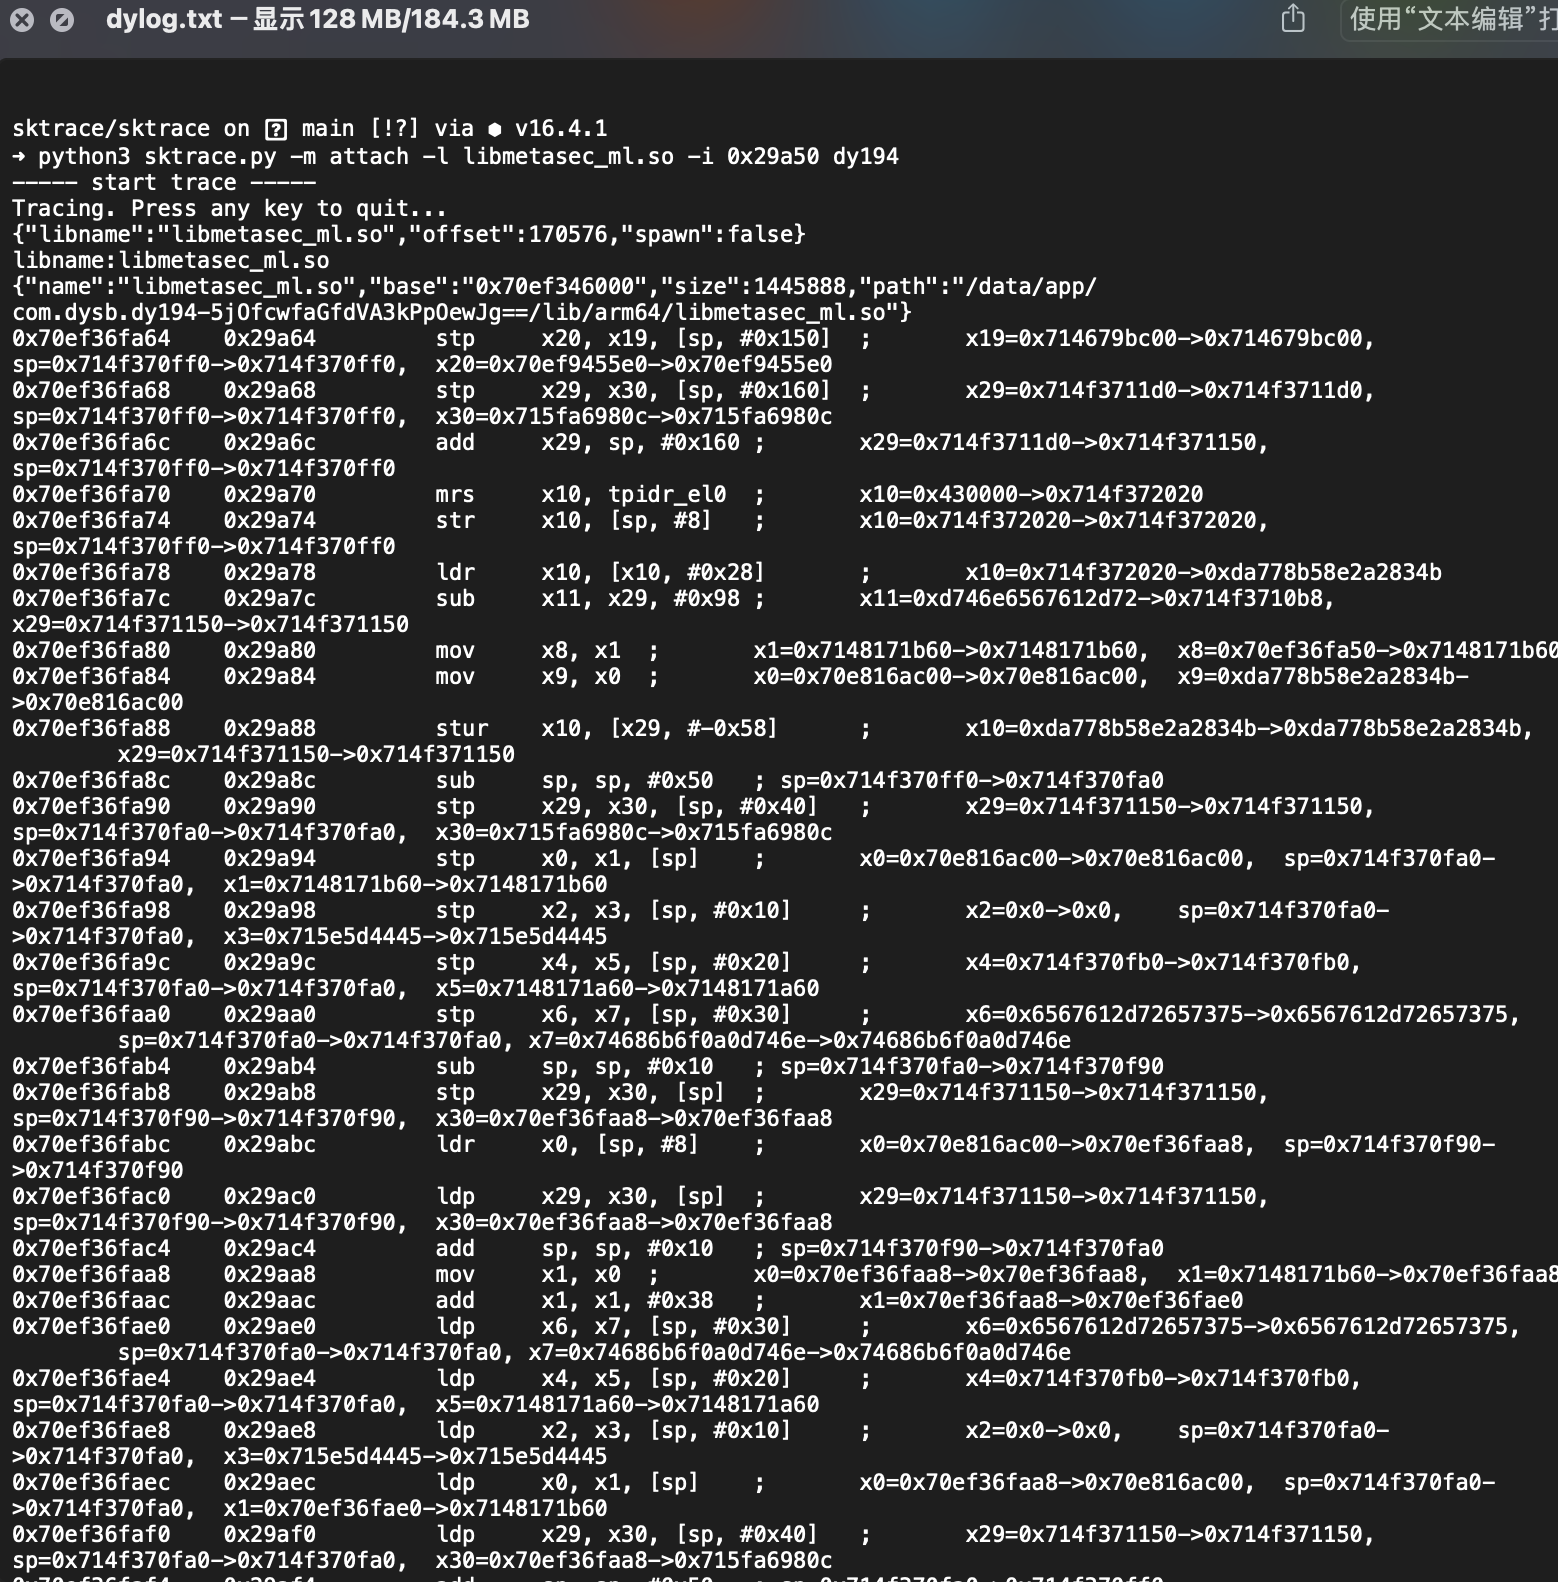 dylog.txt — 显示 128 MB/184.3 MB
使用“文本编辑”打
sktrace/sktrace on ? main [!?] via ⬢ v16.4.1
➜ python3 sktrace.py -m attach -l libmetasec_ml.so -i 0x29a50 dy194
----- start trace -----
Tracing. Press any key to quit...
{"libname":"libmetasec_ml.so","offset":170576,"spawn":false}
libname:libmetasec_ml.so
{"name":"libmetasec_ml.so","base":"0x70ef346000","size":1445888,"path":"/data/app/
com.dysb.dy194-5jOfcwfaGfdVA3kPpOewJg==/lib/arm64/libmetasec_ml.so"}
0x70ef36fa64 0x29a64 stp x20, x19, [sp, #0x150] ; x19=0x714679bc00->0x714679bc00,
sp=0x714f370ff0->0x714f370ff0, x20=0x70ef9455e0->0x70ef9455e0
0x70ef36fa68 0x29a68 stp x29, x30, [sp, #0x160] ; x29=0x714f3711d0->0x714f3711d0,
sp=0x714f370ff0->0x714f370ff0, x30=0x715fa6980c->0x715fa6980c
0x70ef36fa6c 0x29a6c add x29, sp, #0x160 ; x29=0x714f3711d0->0x714f371150,
sp=0x714f370ff0->0x714f370ff0
0x70ef36fa70 0x29a70 mrs x10, tpidr_el0 ; x10=0x430000->0x714f372020
0x70ef36fa74 0x29a74 str x10, [sp, #8] ; x10=0x714f372020->0x714f372020,
sp=0x714f370ff0->0x714f370ff0
0x70ef36fa78 0x29a78 ldr x10, [x10, #0x28] ; x10=0x714f372020->0xda778b58e2a2834b
0x70ef36fa7c 0x29a7c sub x11, x29, #0x98 ; x11=0xd746e6567612d72->0x714f3710b8,
x29=0x714f371150->0x714f371150
0x70ef36fa80 0x29a80 mov x8, x1 ; x1=0x7148171b60->0x7148171b60, x8=0x70ef36fa50->0x7148171b60
0x70ef36fa84 0x29a84 mov x9, x0 ; x0=0x70e816ac00->0x70e816ac00, x9=0xda778b58e2a2834b-
>0x70e816ac00
0x70ef36fa88 0x29a88 stur x10, [x29, #-0x58] ; x10=0xda778b58e2a2834b->0xda778b58e2a2834b,
x29=0x714f371150->0x714f371150
0x70ef36fa8c 0x29a8c sub sp, sp, #0x50 ; sp=0x714f370ff0->0x714f370fa0
0x70ef36fa90 0x29a90 stp x29, x30, [sp, #0x40] ; x29=0x714f371150->0x714f371150,
sp=0x714f370fa0->0x714f370fa0, x30=0x715fa6980c->0x715fa6980c
0x70ef36fa94 0x29a94 stp x0, x1, [sp] ; x0=0x70e816ac00->0x70e816ac00, sp=0x714f370fa0-
>0x714f370fa0, x1=0x7148171b60->0x7148171b60
0x70ef36fa98 0x29a98 stp x2, x3, [sp, #0x10] ; x2=0x0->0x0, sp=0x714f370fa0-
>0x714f370fa0, x3=0x715e5d4445->0x715e5d4445
0x70ef36fa9c 0x29a9c stp x4, x5, [sp, #0x20] ; x4=0x714f370fb0->0x714f370fb0,
sp=0x714f370fa0->0x714f370fa0, x5=0x7148171a60->0x7148171a60
0x70ef36faa0 0x29aa0 stp x6, x7, [sp, #0x30] ; x6=0x6567612d72657375->0x6567612d72657375,
sp=0x714f370fa0->0x714f370fa0, x7=0x74686b6f0a0d746e->0x74686b6f0a0d746e
0x70ef36fab4 0x29ab4 sub sp, sp, #0x10 ; sp=0x714f370fa0->0x714f370f90
0x70ef36fab8 0x29ab8 stp x29, x30, [sp] ; x29=0x714f371150->0x714f371150,
sp=0x714f370f90->0x714f370f90, x30=0x70ef36faa8->0x70ef36faa8
0x70ef36fabc 0x29abc ldr x0, [sp, #8] ; x0=0x70e816ac00->0x70ef36faa8, sp=0x714f370f90-
>0x714f370f90
0x70ef36fac0 0x29ac0 ldp x29, x30, [sp] ; x29=0x714f371150->0x714f371150,
sp=0x714f370f90->0x714f370f90, x30=0x70ef36faa8->0x70ef36faa8
0x70ef36fac4 0x29ac4 add sp, sp, #0x10 ; sp=0x714f370f90->0x714f370fa0
0x70ef36faa8 0x29aa8 mov x1, x0 ; x0=0x70ef36faa8->0x70ef36faa8, x1=0x7148171b60->0x70ef36faa8
0x70ef36faac 0x29aac add x1, x1, #0x38 ; x1=0x70ef36faa8->0x70ef36fae0
0x70ef36fae0 0x29ae0 ldp x6, x7, [sp, #0x30] ; x6=0x6567612d72657375->0x6567612d72657375,
sp=0x714f370fa0->0x714f370fa0, x7=0x74686b6f0a0d746e->0x74686b6f0a0d746e
0x70ef36fae4 0x29ae4 ldp x4, x5, [sp, #0x20] ; x4=0x714f370fb0->0x714f370fb0,
sp=0x714f370fa0->0x714f370fa0, x5=0x7148171a60->0x7148171a60
0x70ef36fae8 0x29ae8 ldp x2, x3, [sp, #0x10] ; x2=0x0->0x0, sp=0x714f370fa0-
>0x714f370fa0, x3=0x715e5d4445->0x715e5d4445
0x70ef36faec 0x29aec ldp x0, x1, [sp] ; x0=0x70ef36faa8->0x70e816ac00, sp=0x714f370fa0-
>0x714f370fa0, x1=0x70ef36fae0->0x7148171b60
0x70ef36faf0 0x29af0 ldp x29, x30, [sp, #0x40] ; x29=0x714f371150->0x714f371150,
sp=0x714f370fa0->0x714f370fa0, x30=0x70ef36faa8->0x715fa6980c